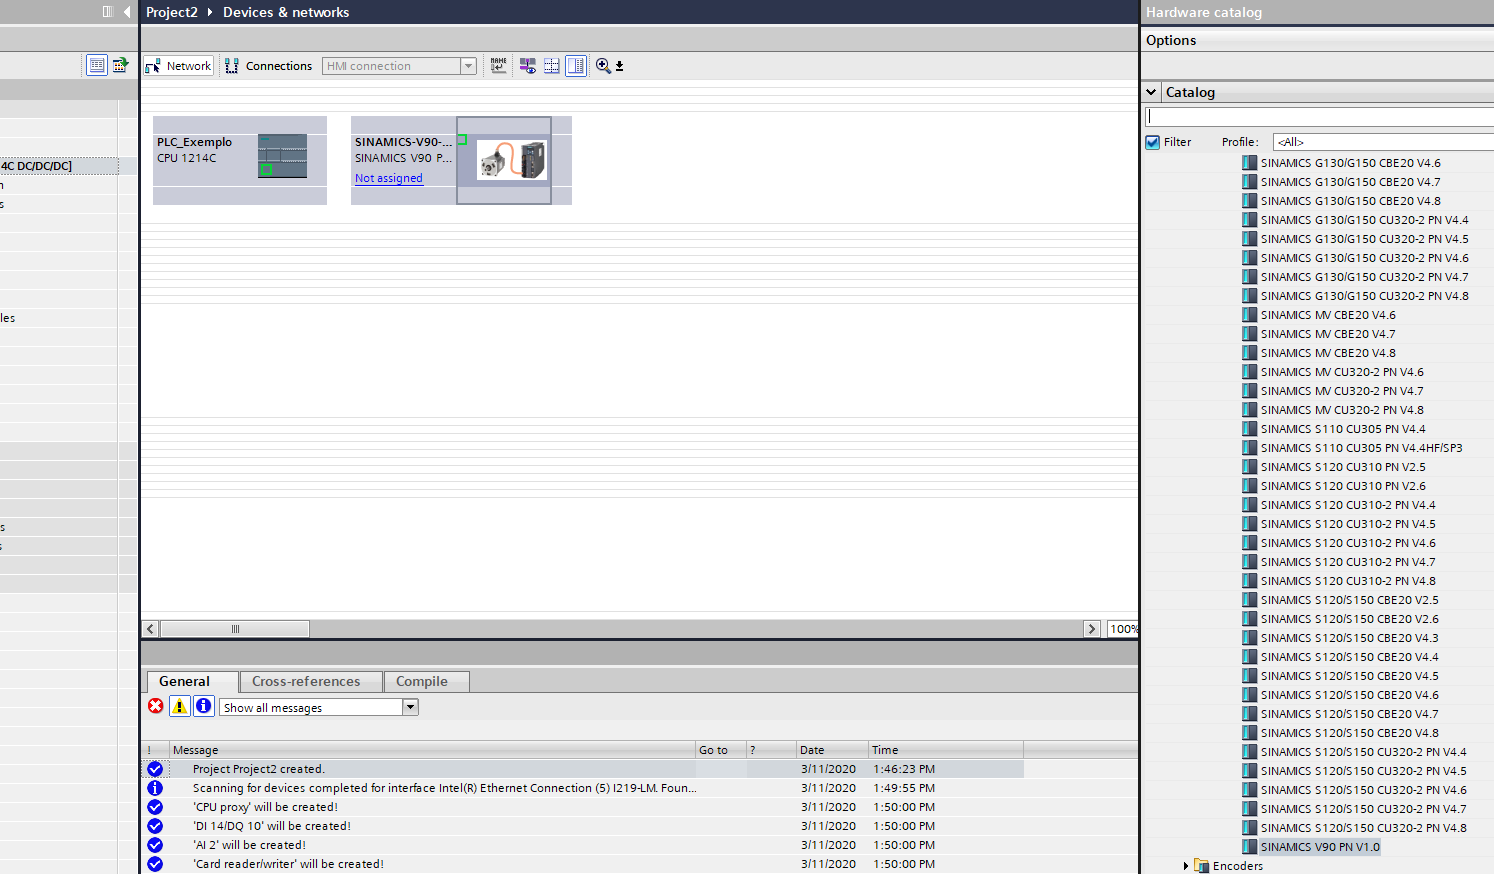 Project2 ▸ Devices & networks
Hardware catalog
Options
Network
Connections
HMI connection
Catalog
Filter
Profile:
<All>
4C DC/DC/DC]
n
s
les
s
s
PLC_Exemplo
CPU 1214C
SINAMICS-V90-...
SINAMICS V90 P...
Not assigned
100%
General
Cross-references
Compile
Show all messages
! Message Go to ? Date Time
Project Project2 created. 3/11/2020 1:46:23 PM
Scanning for devices completed for interface Intel(R) Ethernet Connection (5) I219-LM. Foun... 3/11/2020 1:49:55 PM
'CPU proxy' will be created! 3/11/2020 1:50:00 PM
'DI 14/DQ 10' will be created! 3/11/2020 1:50:00 PM
'AI 2' will be created! 3/11/2020 1:50:00 PM
'Card reader/writer' will be created! 3/11/2020 1:50:00 PM
SINAMICS G130/G150 CBE20 V4.6
SINAMICS G130/G150 CBE20 V4.7
SINAMICS G130/G150 CBE20 V4.8
SINAMICS G130/G150 CU320-2 PN V4.4
SINAMICS G130/G150 CU320-2 PN V4.5
SINAMICS G130/G150 CU320-2 PN V4.6
SINAMICS G130/G150 CU320-2 PN V4.7
SINAMICS G130/G150 CU320-2 PN V4.8
SINAMICS MV CBE20 V4.6
SINAMICS MV CBE20 V4.7
SINAMICS MV CBE20 V4.8
SINAMICS MV CU320-2 PN V4.6
SINAMICS MV CU320-2 PN V4.7
SINAMICS MV CU320-2 PN V4.8
SINAMICS S110 CU305 PN V4.4
SINAMICS S110 CU305 PN V4.4HF/SP3
SINAMICS S120 CU310 PN V2.5
SINAMICS S120 CU310 PN V2.6
SINAMICS S120 CU310-2 PN V4.4
SINAMICS S120 CU310-2 PN V4.5
SINAMICS S120 CU310-2 PN V4.6
SINAMICS S120 CU310-2 PN V4.7
SINAMICS S120 CU310-2 PN V4.8
SINAMICS S120/S150 CBE20 V2.5
SINAMICS S120/S150 CBE20 V2.6
SINAMICS S120/S150 CBE20 V4.3
SINAMICS S120/S150 CBE20 V4.4
SINAMICS S120/S150 CBE20 V4.5
SINAMICS S120/S150 CBE20 V4.6
SINAMICS S120/S150 CBE20 V4.7
SINAMICS S120/S150 CBE20 V4.8
SINAMICS S120/S150 CU320-2 PN V4.4
SINAMICS S120/S150 CU320-2 PN V4.5
SINAMICS S120/S150 CU320-2 PN V4.6
SINAMICS S120/S150 CU320-2 PN V4.7
SINAMICS S120/S150 CU320-2 PN V4.8
SINAMICS V90 PN V1.0
Encoders